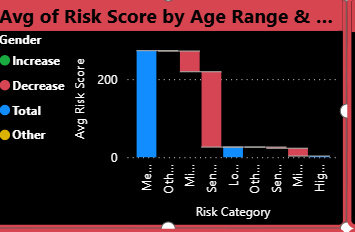 Avg of Risk Score by Age Range & ...
Gender
Increase
Decrease
Total
Other
Avg Risk Score
200
0
Me...
Oth...
Mi...
Sen...
Lo...
Oth...
Sen...
Mi...
Hig...
Risk Category